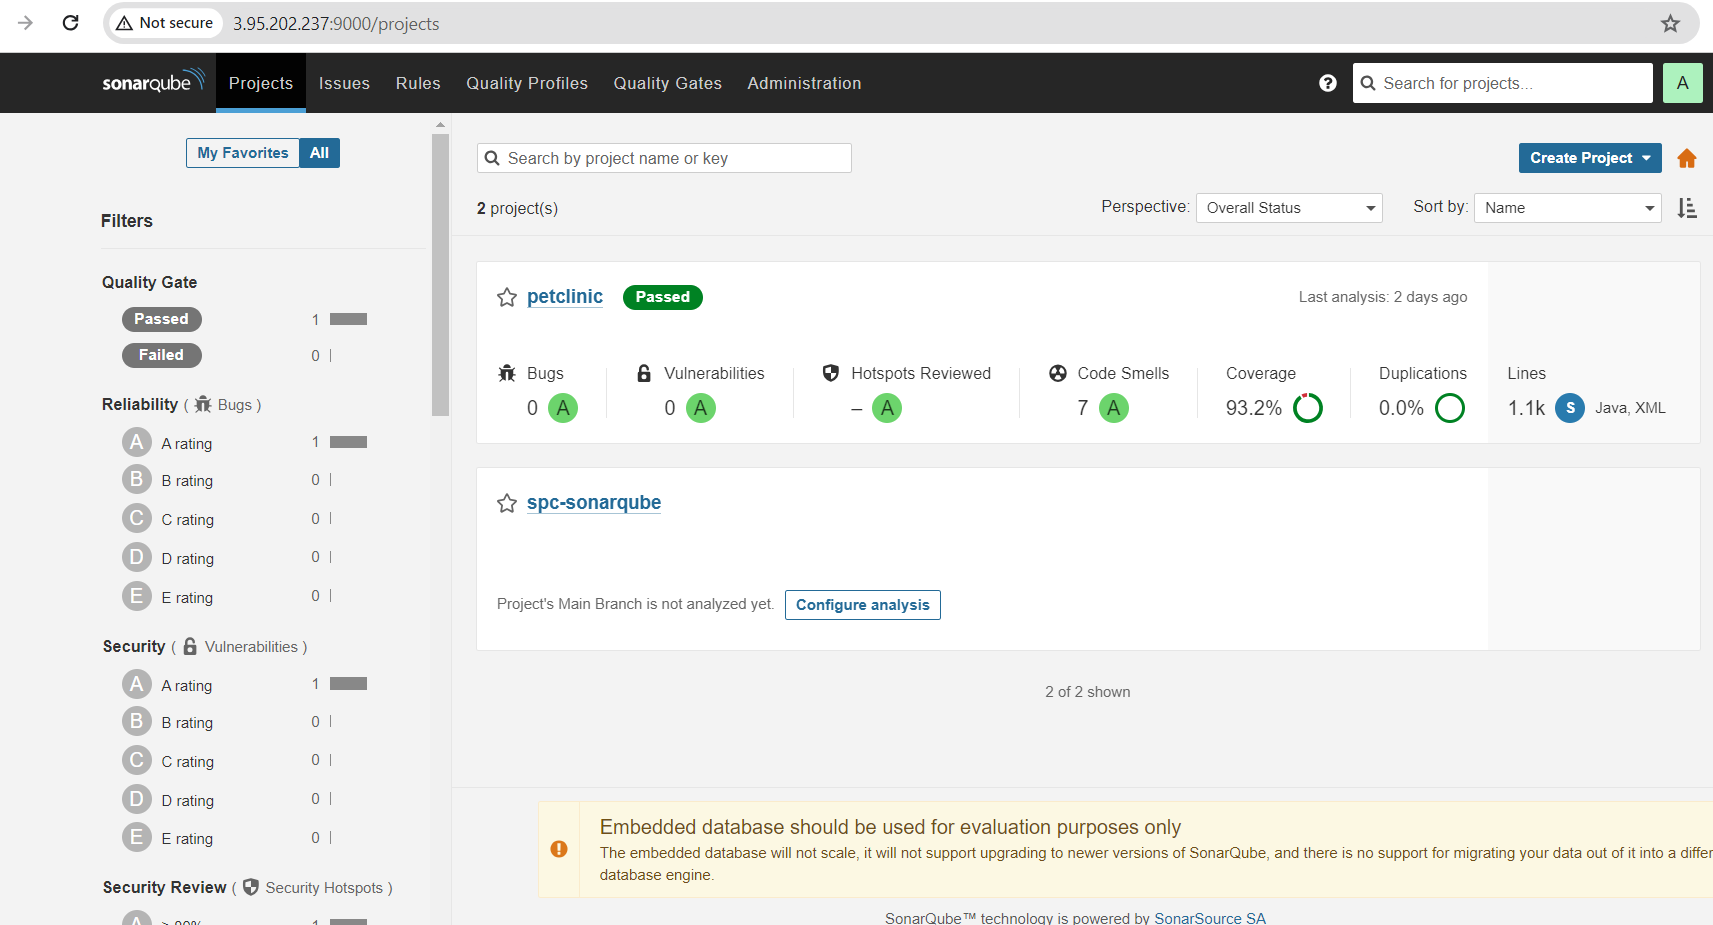 Not secure 3.95.202.237:9000/projects
sonarqube Projects Issues Rules Quality Profiles Quality Gates Administration ? Search for projects... A
My Favorites All
Filters
Quality Gate
Passed 1
Failed 0
Reliability ( Bugs )
A A rating 1
B B rating 0
C C rating 0
D D rating 0
E E rating 0
Security ( Vulnerabilities )
A A rating 1
B B rating 0
C C rating 0
D D rating 0
E E rating 0
Security Review ( Security Hotspots )
A ≥ 80% 1
Search by project name or key Create Project
2 project(s) Perspective: Overall Status Sort by: Name
petclinic Passed Last analysis: 2 days ago
Bugs Vulnerabilities Hotspots Reviewed Code Smells Coverage Duplications Lines
0 A 0 A – A 7 A 93.2% 0.0% 1.1k S Java, XML
spc-sonarqube
Project's Main Branch is not analyzed yet. Configure analysis
2 of 2 shown
Embedded database should be used for evaluation purposes only
The embedded database will not scale, it will not support upgrading to newer versions of SonarQube, and there is no support for migrating your data out of it into a
database engine.
SonarQube™ technology is powered by SonarSource SA